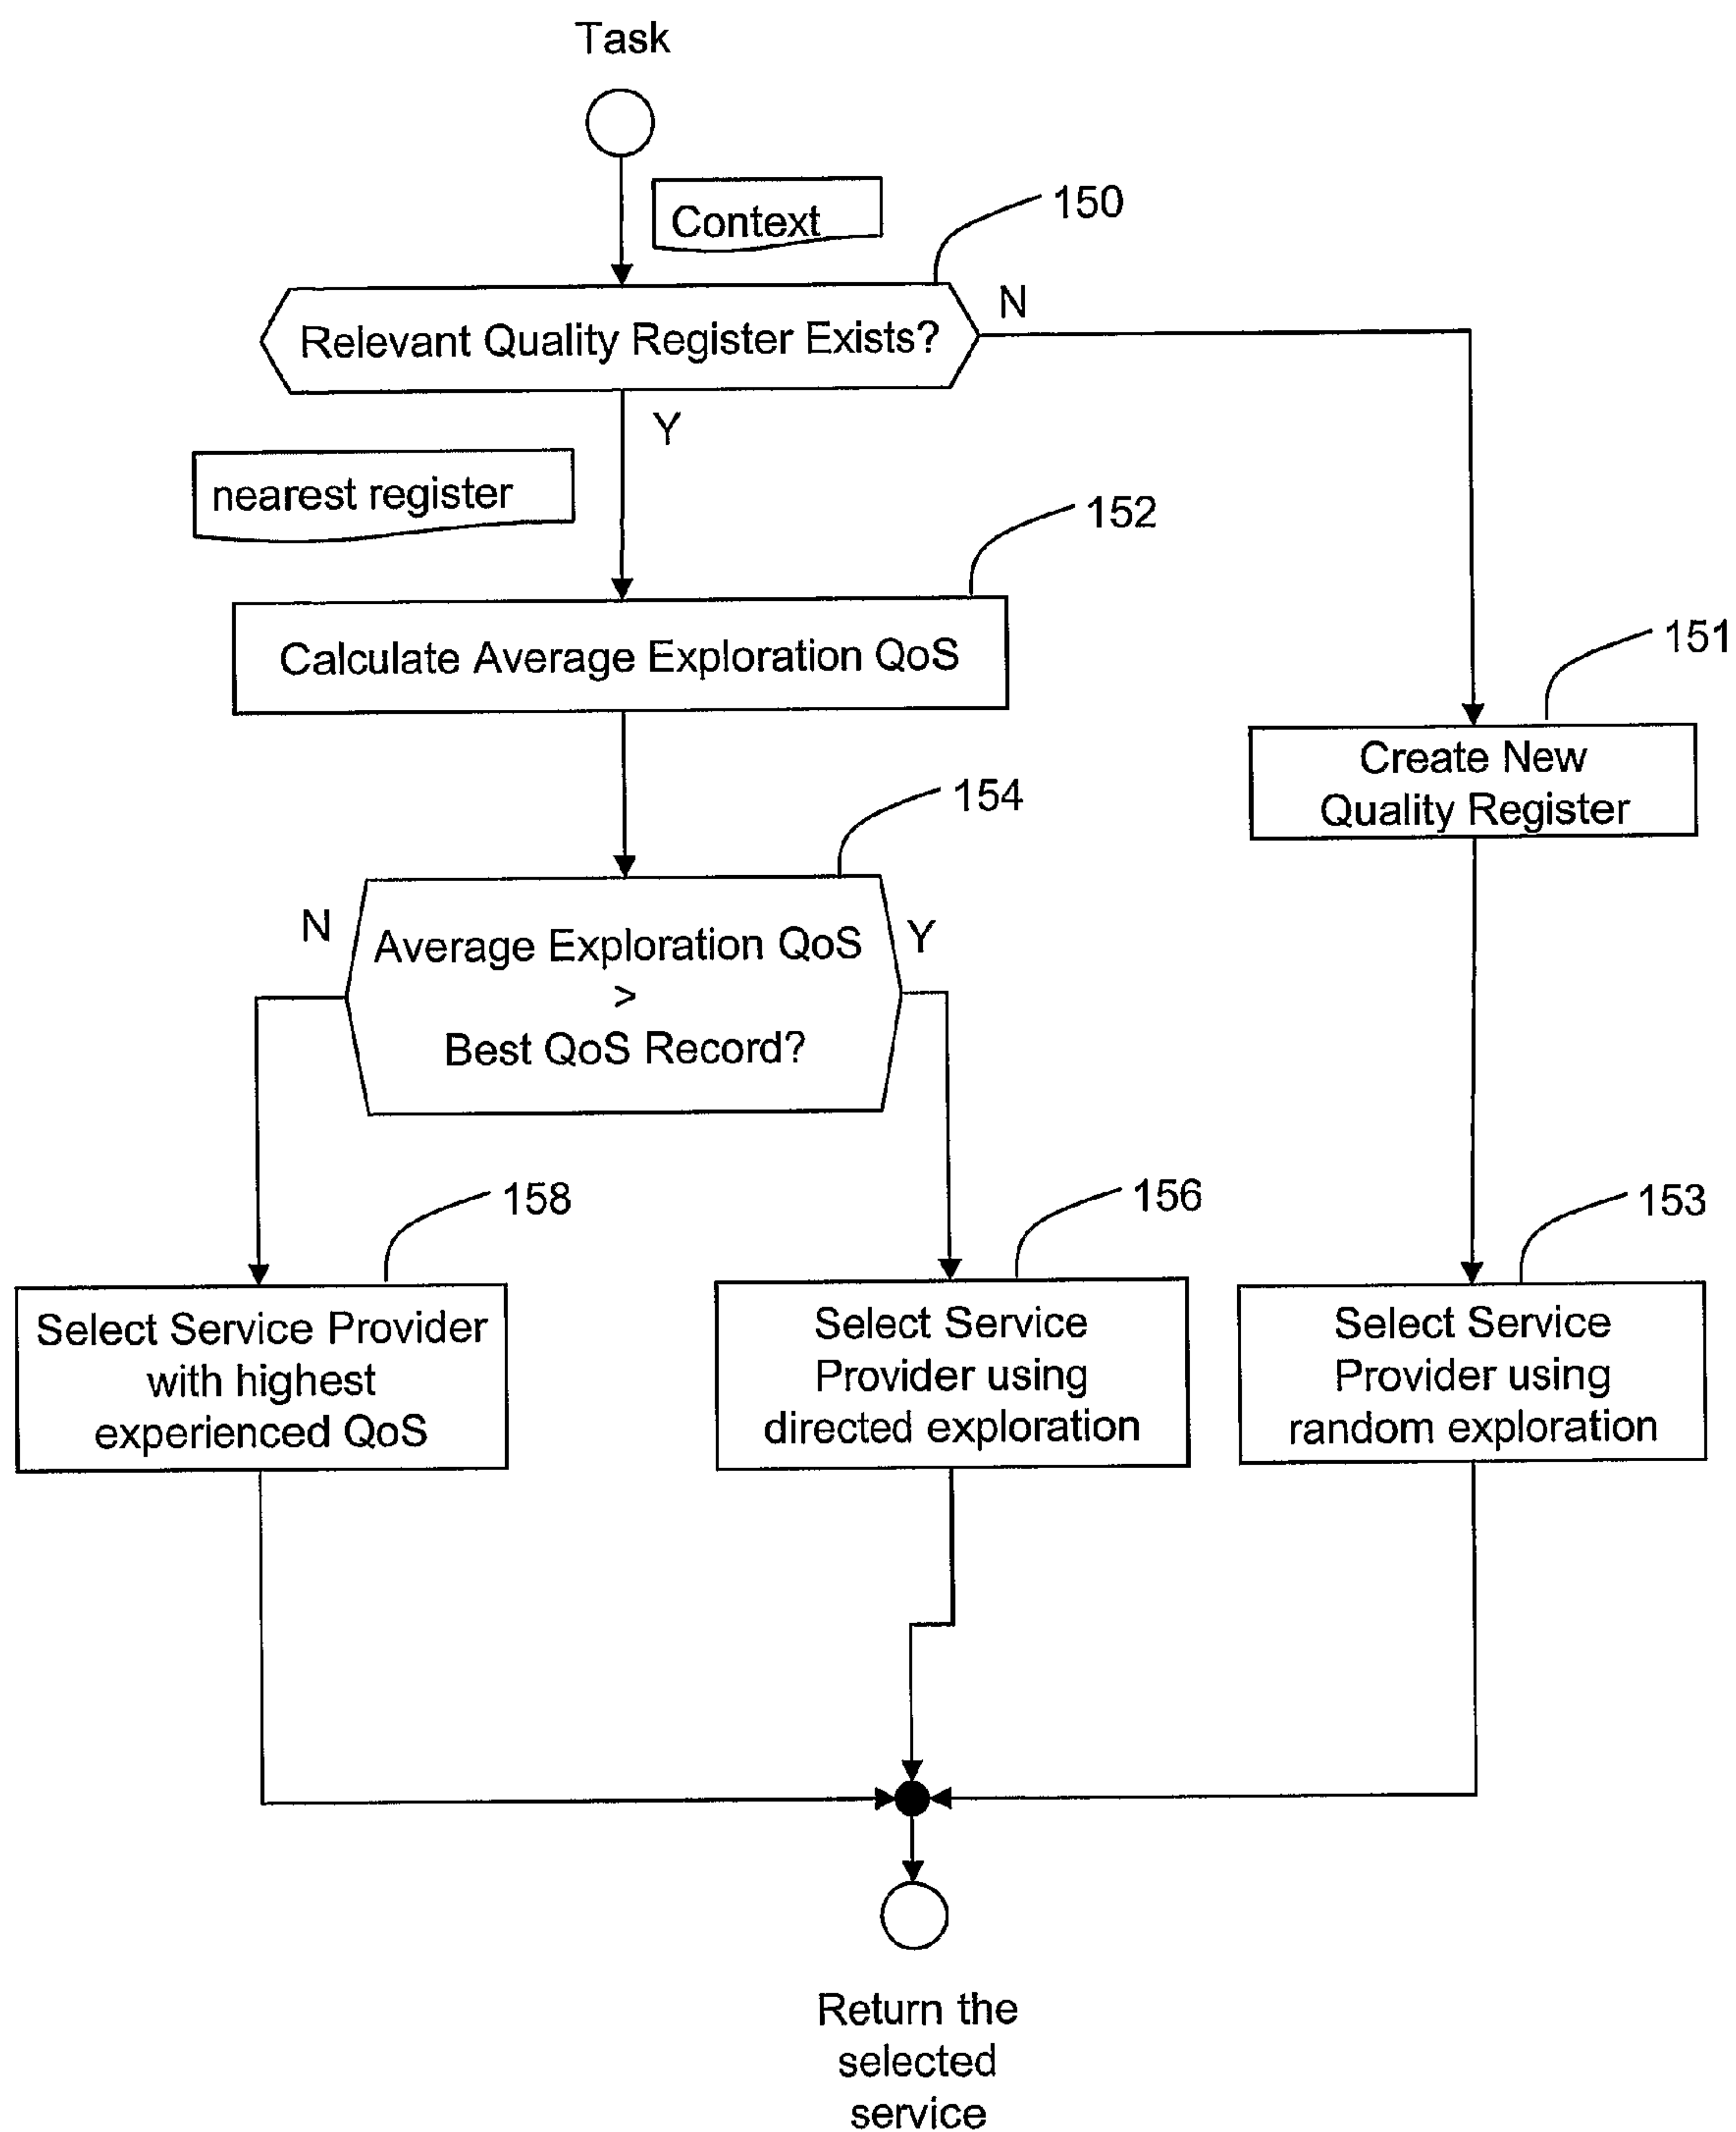 Task
Context
150
Relevant Quality Register Exists?
N
Y
nearest register
152
Calculate Average Exploration QoS
151
Create New
Quality Register
154
N
Average Exploration QoS
>
Best QoS Record?
Y
158
Select Service Provider
with highest
experienced QoS
156
Select Service
Provider using
directed exploration
153
Select Service
Provider using
random exploration
Return the
selected
service